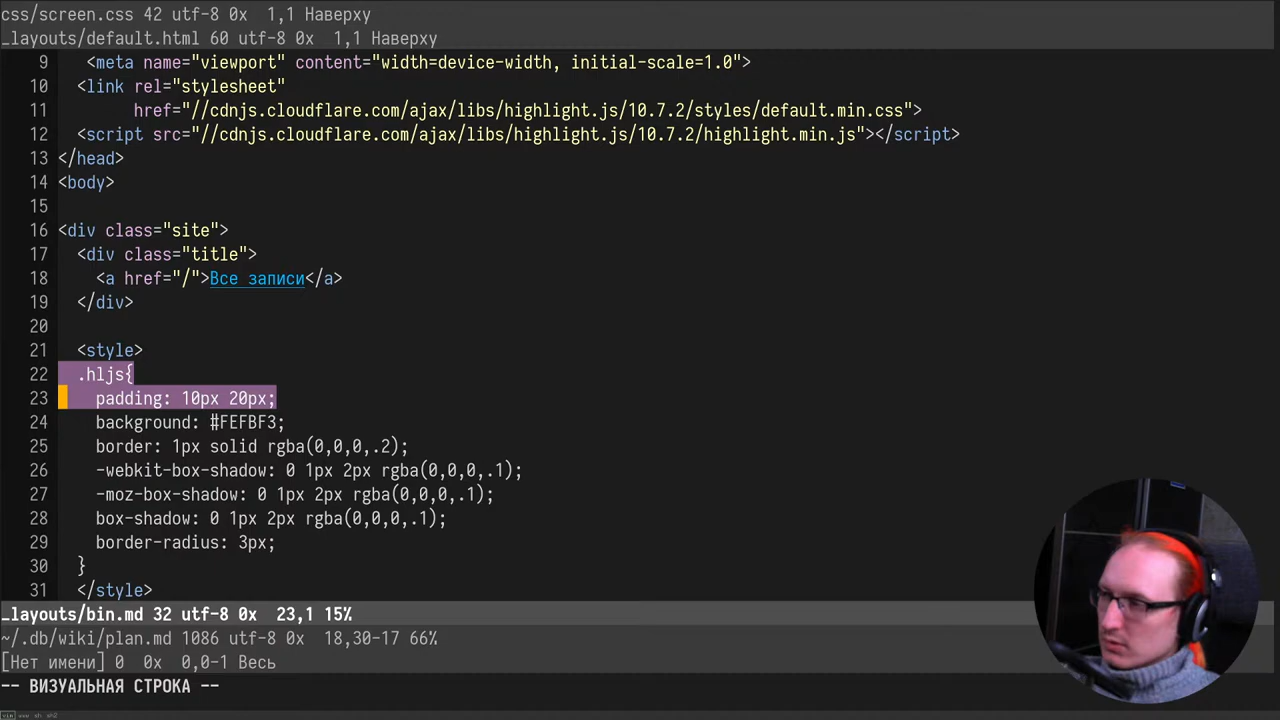 css/screen.css 42 utf-8 0x 1,1 Наверху
_layouts/default.html 60 utf-8 0x 1,1 Наверху
9 <meta name="viewport" content="width=device-width, initial-scale=1.0">
10 <link rel="stylesheet"
11 href="//cdnjs.cloudflare.com/ajax/libs/highlight.js/10.7.2/styles/default.min.css">
12 <script src="//cdnjs.cloudflare.com/ajax/libs/highlight.js/10.7.2/highlight.min.js"></script>
13 </head>
14 <body>
15
16 <div class="site">
17 <div class="title">
18 <a href="/">Все записи</a>
19 </div>
20
21 <style>
22 .hljs{
23 padding: 10px 20px;
24 background: #FEFBF3;
25 border: 1px solid rgba(0,0,0,.2);
26 -webkit-box-shadow: 0 1px 2px rgba(0,0,0,.1);
27 -moz-box-shadow: 0 1px 2px rgba(0,0,0,.1);
28 box-shadow: 0 1px 2px rgba(0,0,0,.1);
29 border-radius: 3px;
30 }
31 </style>
_layouts/bin.md 32 utf-8 0x 23,1 15%
~/.db/wiki/plan.md 1086 utf-8 0x 18,30-17 66%
[Нет имени] 0 0x 0,0-1 Весь
-- ВИЗУАЛЬНАЯ СТРОКА --